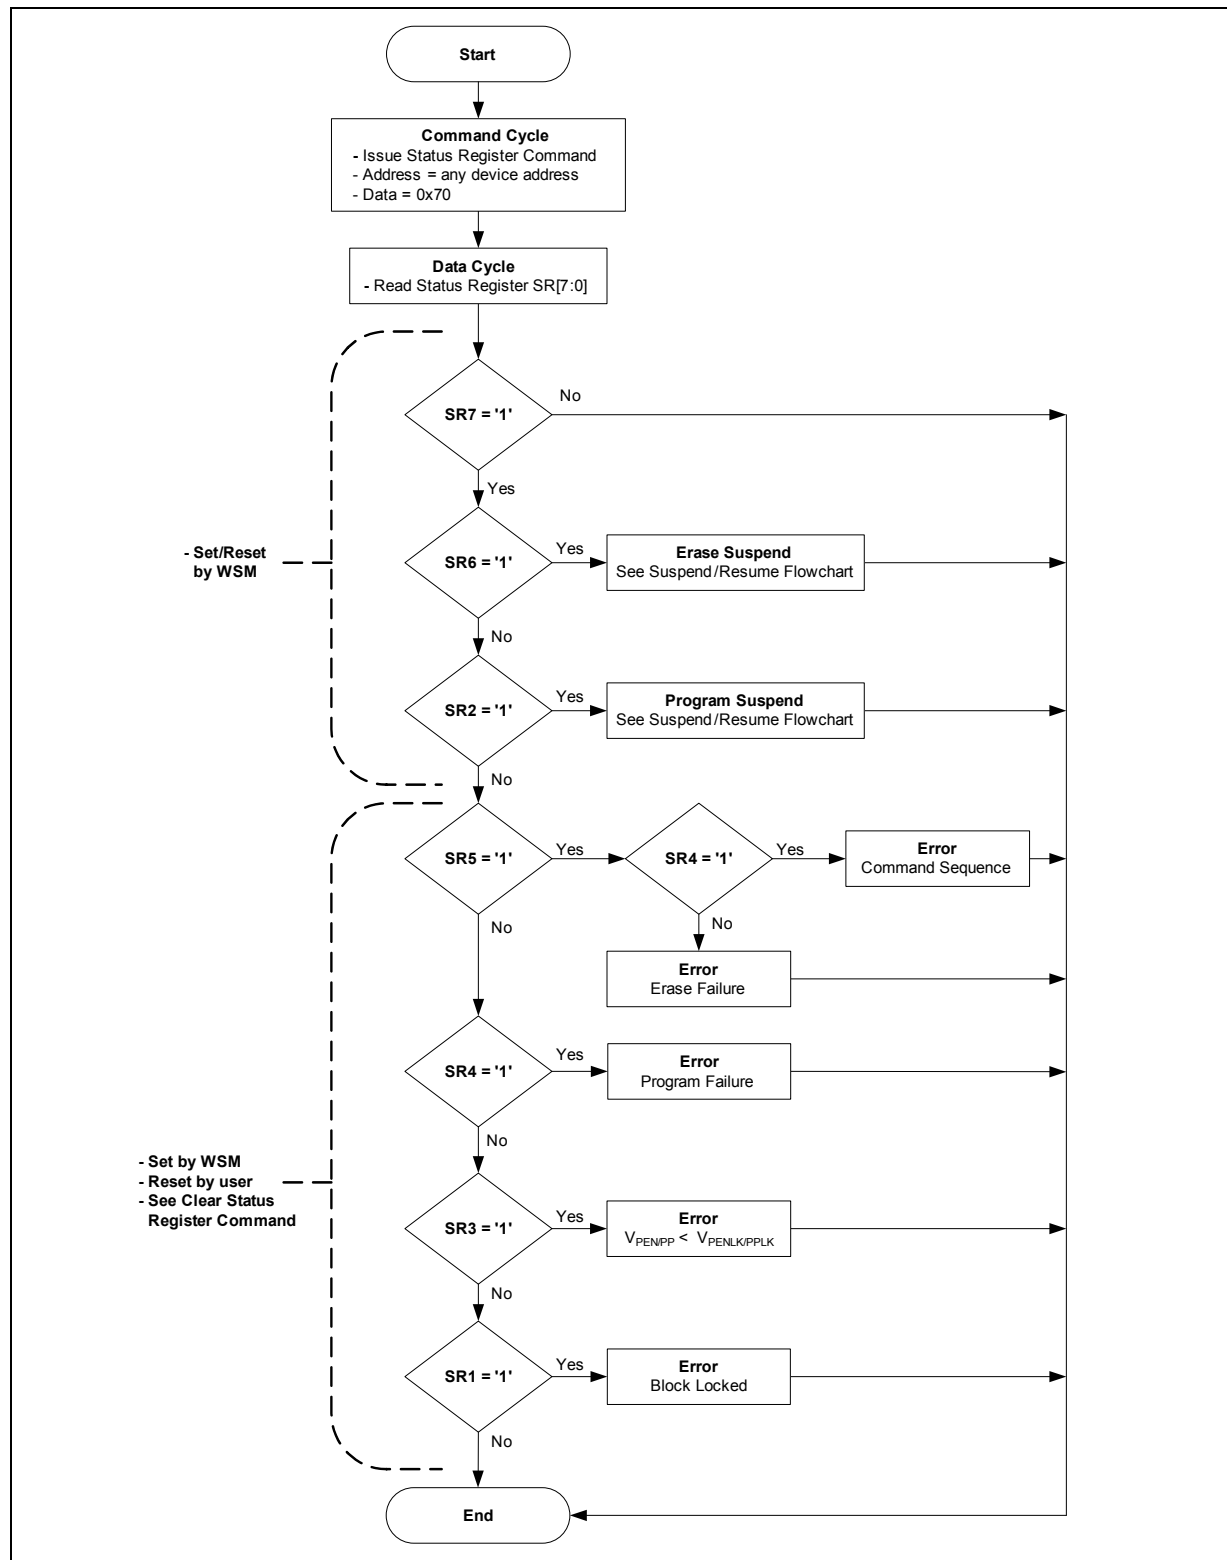 Start
Command Cycle
- Issue Status Register Command
- Address = any device address
- Data = 0x70
Data Cycle
- Read Status Register SR[7:0]
SR7 = '1'
No
Yes
- Set/Reset
by WSM
SR6 = '1'
Yes
Erase Suspend
See Suspend/Resume Flowchart
No
SR2 = '1'
Yes
Program Suspend
See Suspend/Resume Flowchart
No
SR5 = '1'
Yes
SR4 = '1'
Yes
Error
Command Sequence
No
No
Error
Erase Failure
SR4 = '1'
Yes
Error
Program Failure
No
- Set by WSM
- Reset by user
- See Clear Status
Register Command
SR3 = '1'
Yes
Error
VPEN/PP < VPENLK/PPLK
No
SR1 = '1'
Yes
Error
Block Locked
No
End